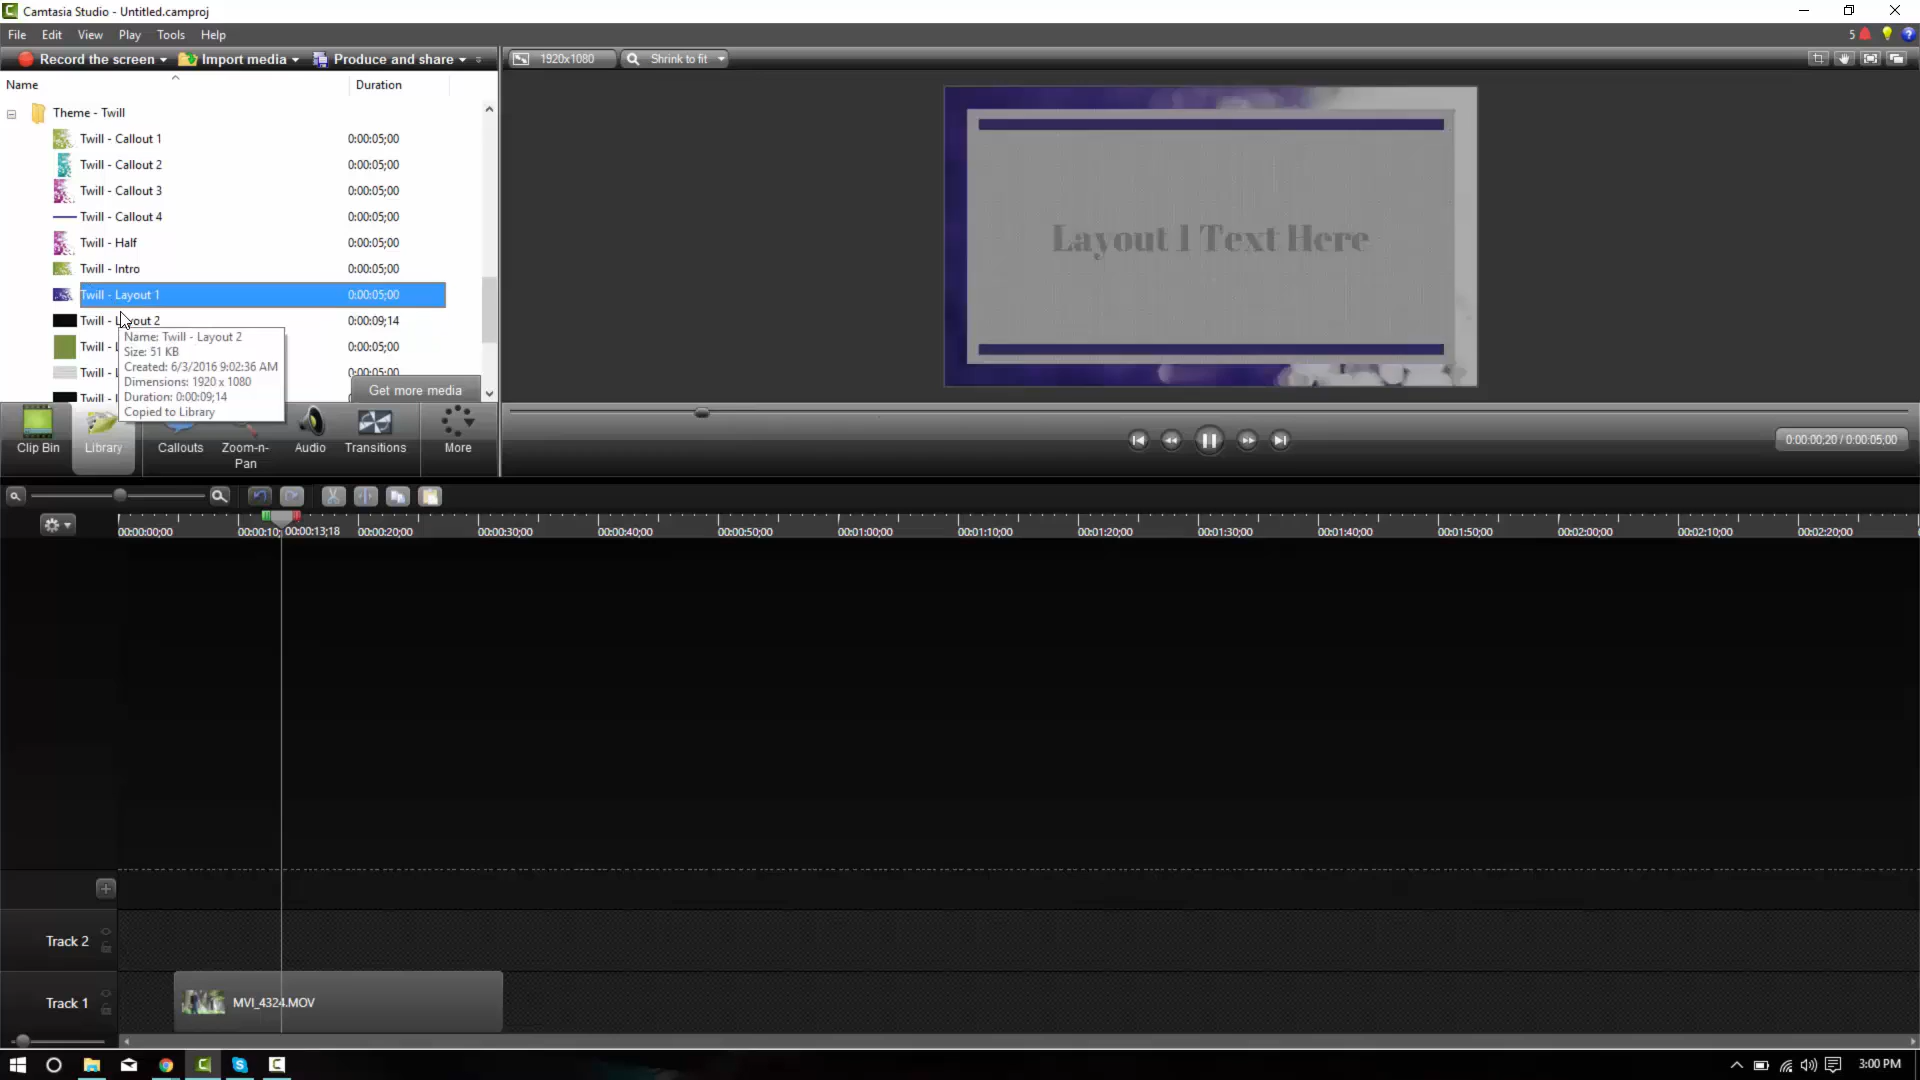 Camtasia Studio - Untitled.camproj
File Edit View Play Tools Help
5
Record the screen Import media Produce and share
1920x1080 Shrink to fit
Name Duration
Theme - Twill
Twill - Callout 1 0:00:05;00
Twill - Callout 2 0:00:05;00
Twill - Callout 3 0:00:05;00
Twill - Callout 4 0:00:05;00
Twill - Half 0:00:05;00
Twill - Intro 0:00:05;00
Twill - Layout 1 0:00:05;00
Twill - Layout 2 0:00:09;14
Twill - 0:00:05;00
Twill - 0:00:05;00
Twill -
Name: Twill - Layout 2
Size: 51 KB
Created: 6/3/2016 9:02:36 AM
Dimensions: 1920 x 1080
Duration: 0:00:09;14
Copied to Library
Get more media
Layout 1 Text Here
Clip Bin Library Callouts Zoom-n-Pan Audio Transitions More
0:00:00;20 / 0:00:05;00
00:00:00;00 00:00:10; 00:00:13;18 00:00:20;00 00:00:30;00 00:00:40;00 00:00:50;00 00:01:00;00 00:01:10;00 00:01:20;00 00:01:30;00 00:01:40;00 00:01:50;00 00:02:00;00 00:02:10;00 00:02:20;00
Track 2
Track 1 MVI_4324.MOV
3:00 PM